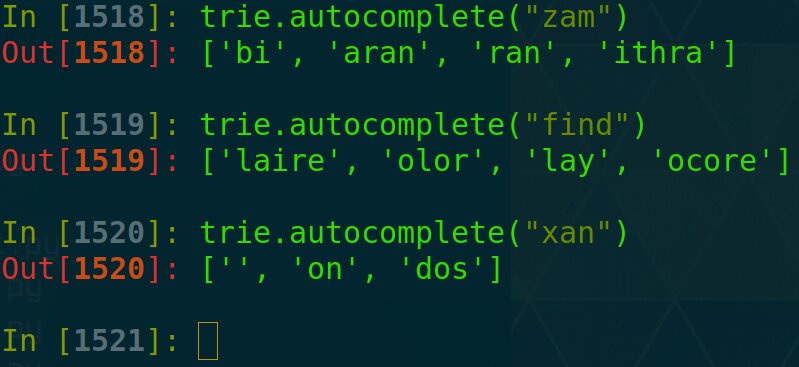 In [1518]: trie.autocomplete("zam")
Out[1518]: ['bi', 'aran', 'ran', 'ithra']
In [1519]: trie.autocomplete("find")
Out[1519]: ['laire', 'olor', 'lay', 'ocore']
In [1520]: trie.autocomplete("xan")
Out[1520]: ['', 'on', 'dos']
In [1521]: